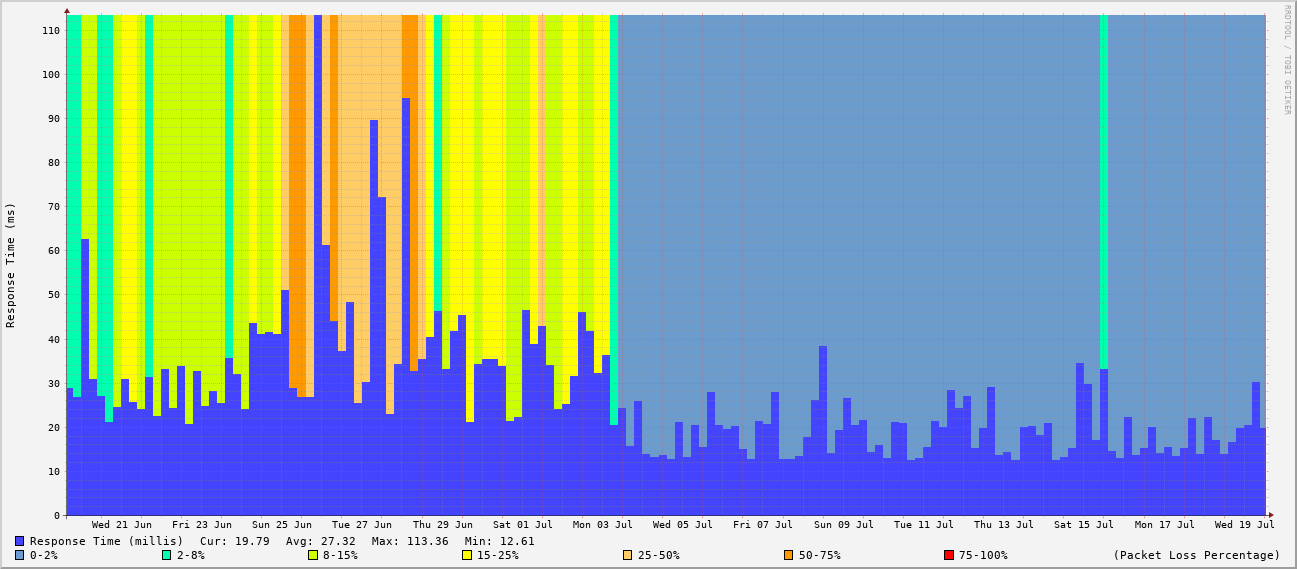 RRDTOOL / TOBI OETIKER
Response Time (ms)
110
100
90
80
70
60
50
40
30
20
10
0
Wed 21 Jun Fri 23 Jun Sun 25 Jun Tue 27 Jun Thu 29 Jun Sat 01 Jul Mon 03 Jul Wed 05 Jul Fri 07 Jul Sun 09 Jul Tue 11 Jul Thu 13 Jul Sat 15 Jul Mon 17 Jul Wed 19 Jul
Response Time (millis) Cur: 19.79 Avg: 27.32 Max: 113.36 Min: 12.61
0-2% 2-8% 8-15% 15-25% 25-50% 50-75% 75-100% (Packet Loss Percentage)